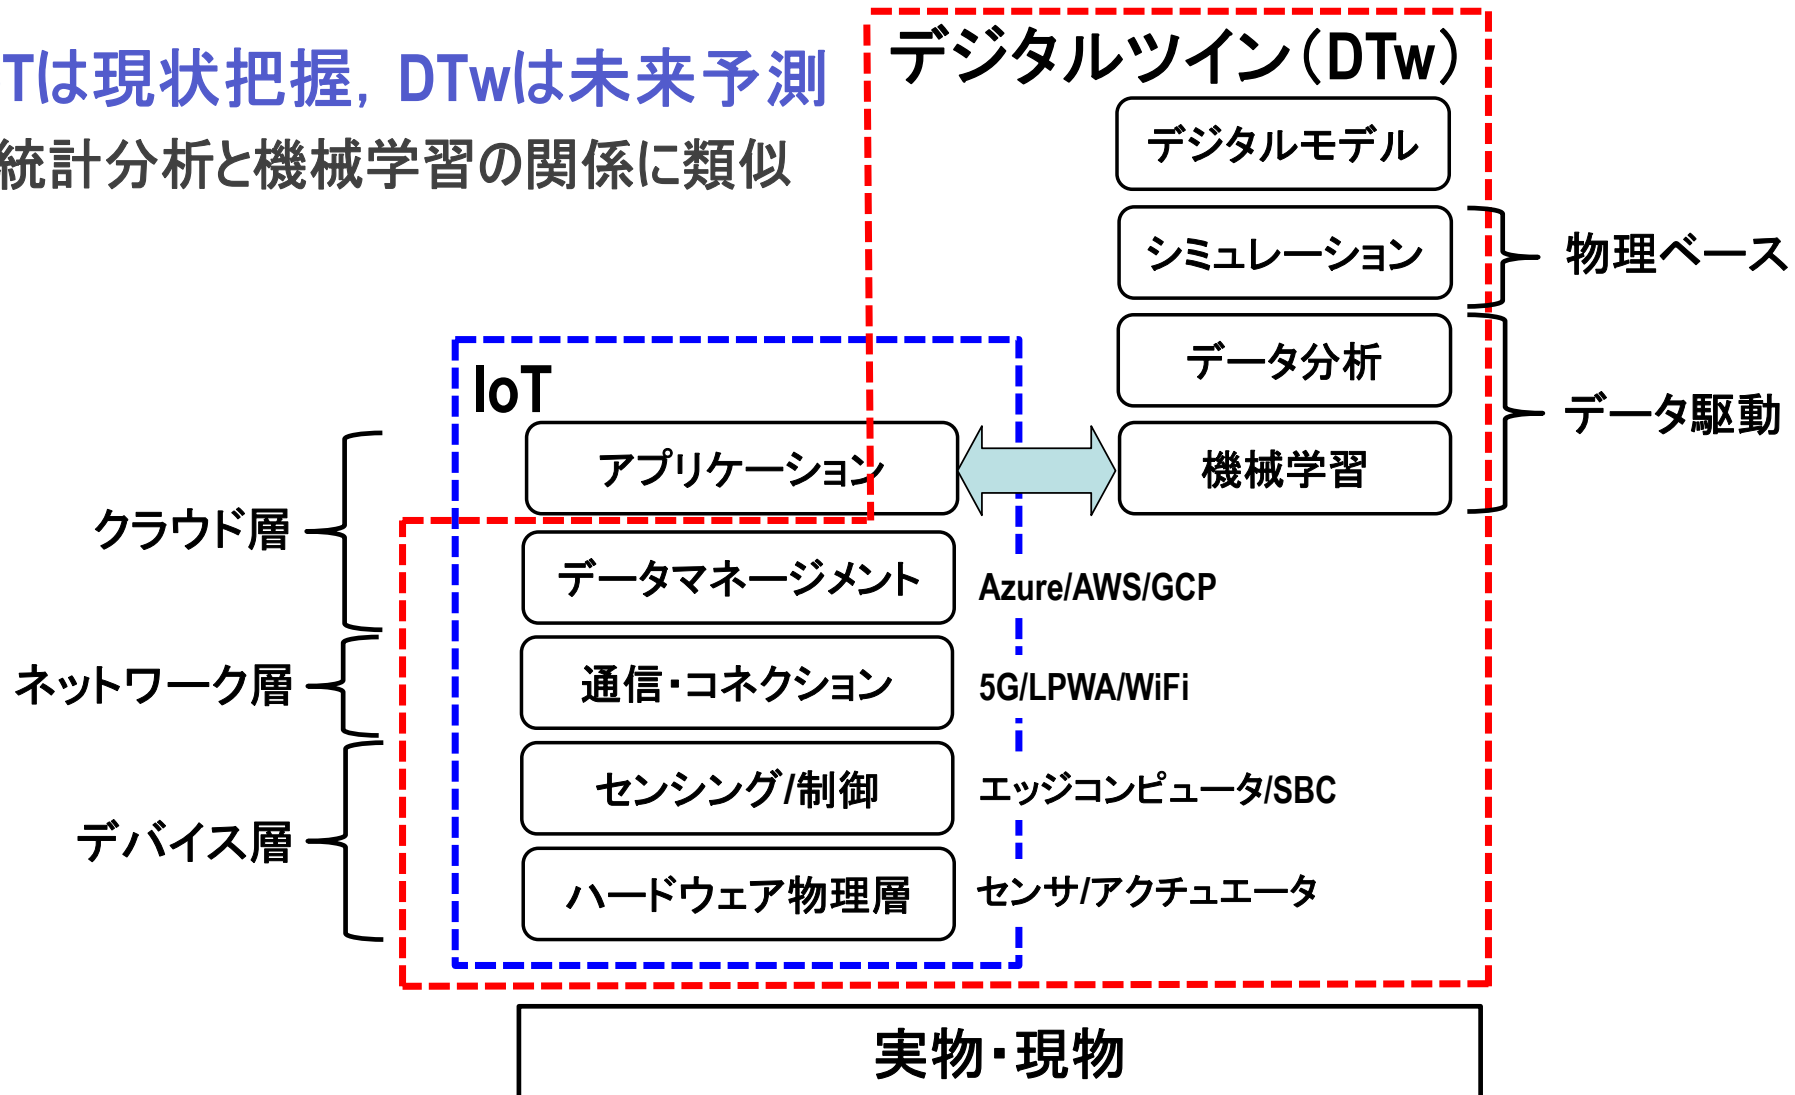 Tは現状把握，DTwは未来予測
統計分析と機械学習の関係に類似
デジタルツイン（DTw）
デジタルモデル
シミュレーション
物理ベース
データ分析
データ駆動
機械学習
IoT
アプリケーション
クラウド層
データマネージメント
Azure/AWS/GCP
ネットワーク層
通信・コネクション
5G/LPWA/WiFi
センシング/制御
エッジコンピュータ/SBC
デバイス層
ハードウェア物理層
センサ/アクチュエータ
実物・現物